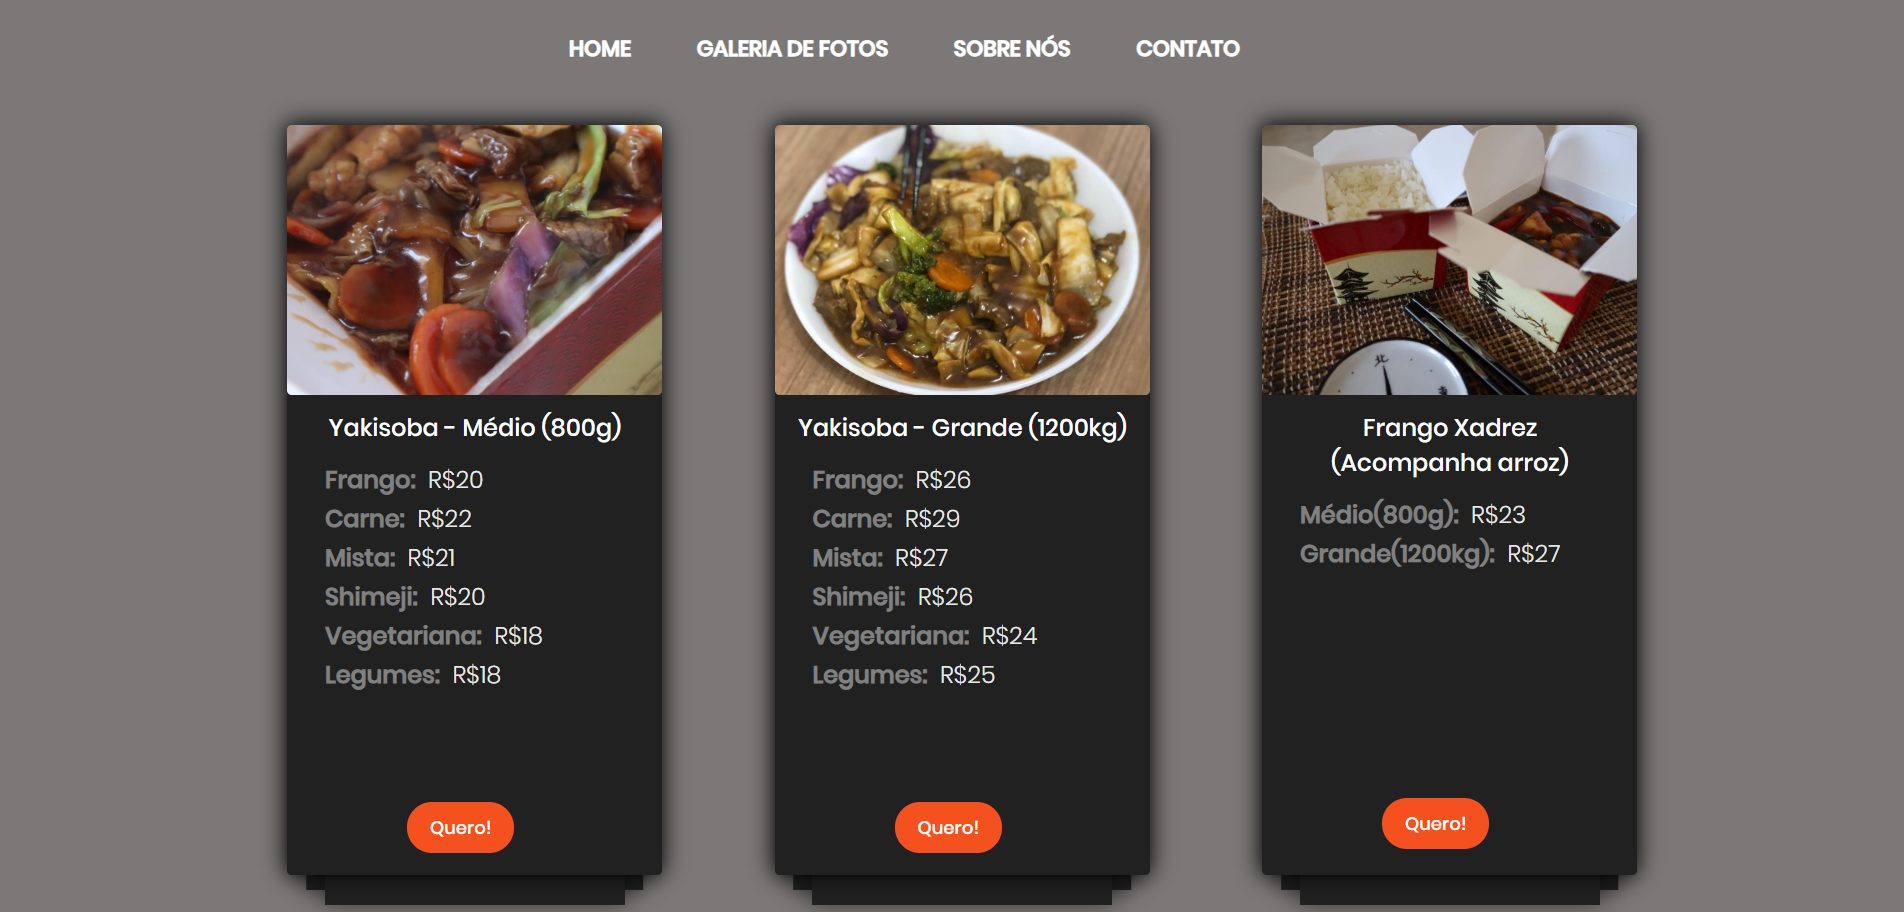 HOME GALERIA DE FOTOS SOBRE NÓS CONTATO
Yakisoba - Médio (800g)
Frango: R$20
Carne: R$22
Mista: R$21
Shimeji: R$20
Vegetariana: R$18
Legumes: R$18
Quero!
Yakisoba - Grande (1200kg)
Frango: R$26
Carne: R$29
Mista: R$27
Shimeji: R$26
Vegetariana: R$24
Legumes: R$25
Quero!
北
Frango Xadrez
(Acompanha arroz)
Médio(800g): R$23
Grande(1200kg): R$27
Quero!